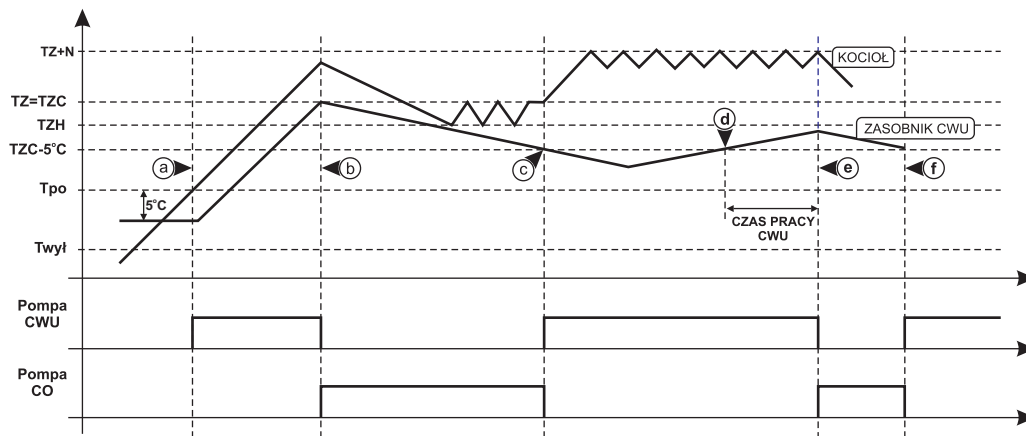 TZ+N
KOCIOŁ
TZ=TZC
TZH
ZASOBNIK CWU
d
TZC-5°C
a
b
c
e
f
Tpo
5°C
CZAS PRACY
CWU
Twył
Pompa
CWU
Pompa
CO